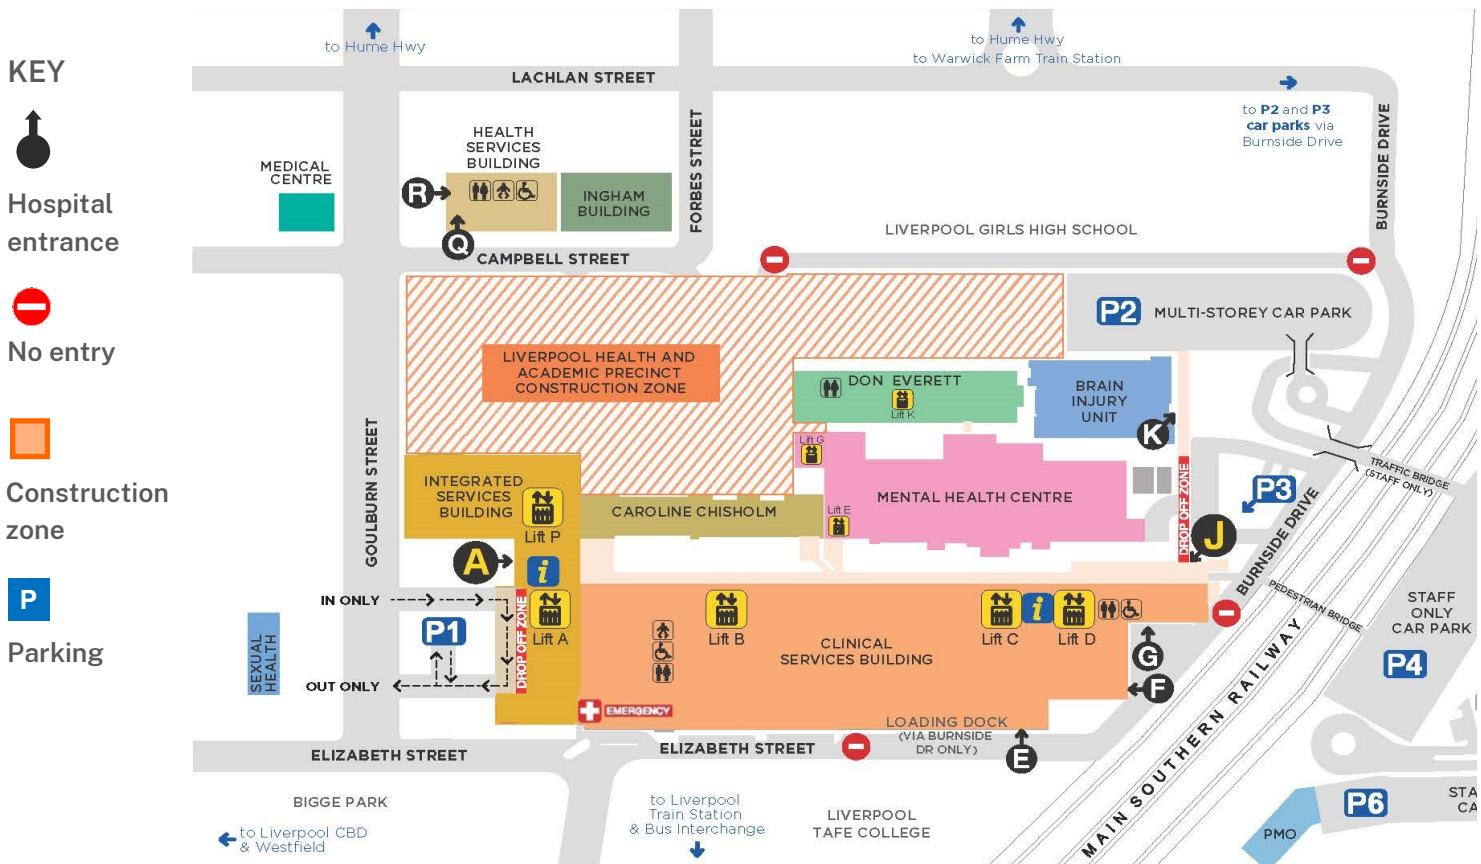 KEY
Hospital
entrance
No entry
Construction
zone
P
Parking
to Hume Hwy
to Hume Hwy
to Warwick Farm Train Station
LACHLAN STREET
to P2 and P3
car parks via
Burnside Drive
BURNSIDE DRIVE
FORBES STREET
HEALTH
SERVICES
BUILDING
MEDICAL
CENTRE
R
INGHAM
BUILDING
Q
CAMPBELL STREET
LIVERPOOL GIRLS HIGH SCHOOL
P2
MULTI-STOREY CAR PARK
LIVERPOOL HEALTH AND
ACADEMIC PRECINCT
CONSTRUCTION ZONE
DON EVERETT
Lift K
BRAIN
INJURY
UNIT
K
GOULBURN STREET
Lift G
INTEGRATED
SERVICES
BUILDING
Lift P
CAROLINE CHISHOLM
MENTAL HEALTH CENTRE
Lift E
DROP OFF ZONE
P3
TRAFFIC BRIDGE
(STAFF ONLY)
J
BURNSIDE DRIVE
A
i
IN ONLY
P1
OUT ONLY
DROP OFF ZONE
Lift A
Lift B
Lift C
i
Lift D
CLINICAL
SERVICES BUILDING
G
F
PEDESTRIAN BRIDGE
STAFF
ONLY
CAR PARK
P4
SEXUAL
HEALTH
EMERGENCY
LOADING DOCK
(VIA BURNSIDE
DR ONLY)
E
ELIZABETH STREET
ELIZABETH STREET
MAIN SOUTHERN RAILWAY
BIGGE PARK
to Liverpool CBD
& Westfield
to Liverpool
Train Station
& Bus Interchange
LIVERPOOL
TAFE COLLEGE
PMO
P6
STA
CA